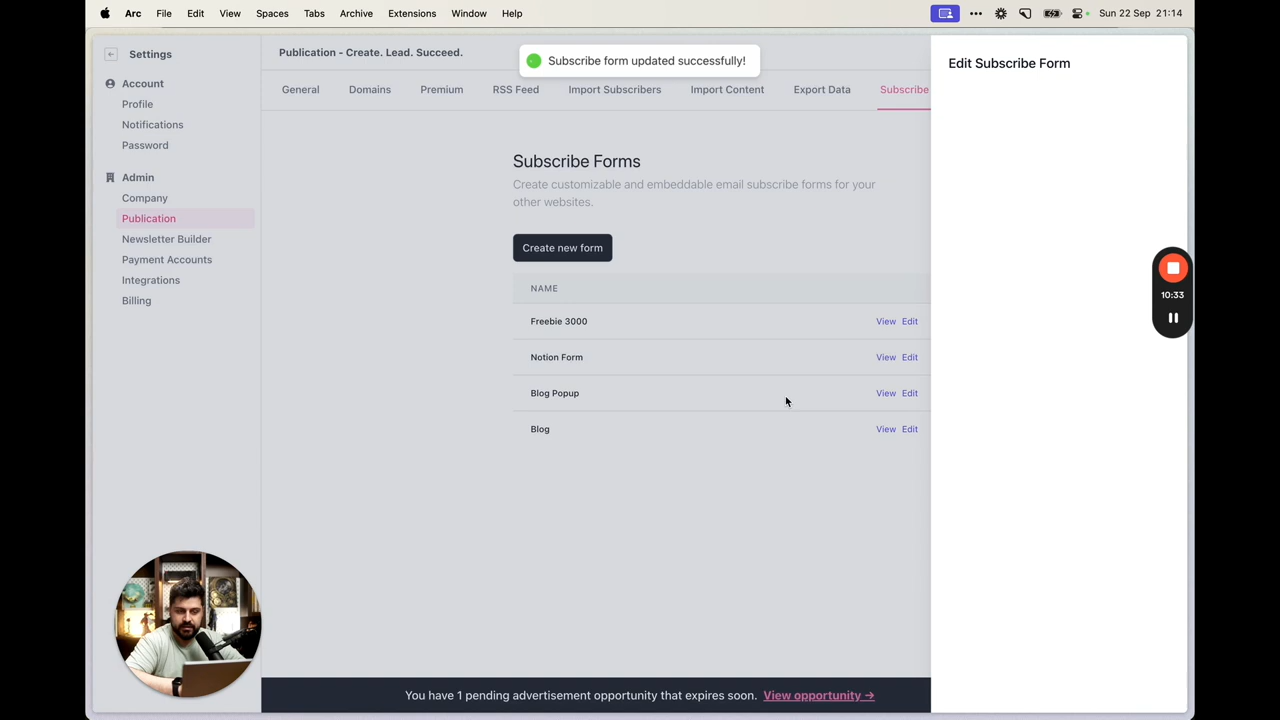 Arc File Edit View Spaces Tabs Archive Extensions Window Help
Sun 22 Sep 21:14
Settings
Account
Profile
Notifications
Password
Admin
Company
Publication
Newsletter Builder
Payment Accounts
Integrations
Billing
Publication - Create. Lead. Succeed.
Subscribe form updated successfully!
General Domains Premium RSS Feed Import Subscribers Import Content Export Data Subscribe
Subscribe Forms
Create customizable and embeddable email subscribe forms for your
other websites.
Create new form
NAME
Freebie 3000 View Edit
Notion Form View Edit
Blog Popup View Edit
Blog View Edit
You have 1 pending advertisement opportunity that expires soon. View opportunity →
Edit Subscribe Form
10:33